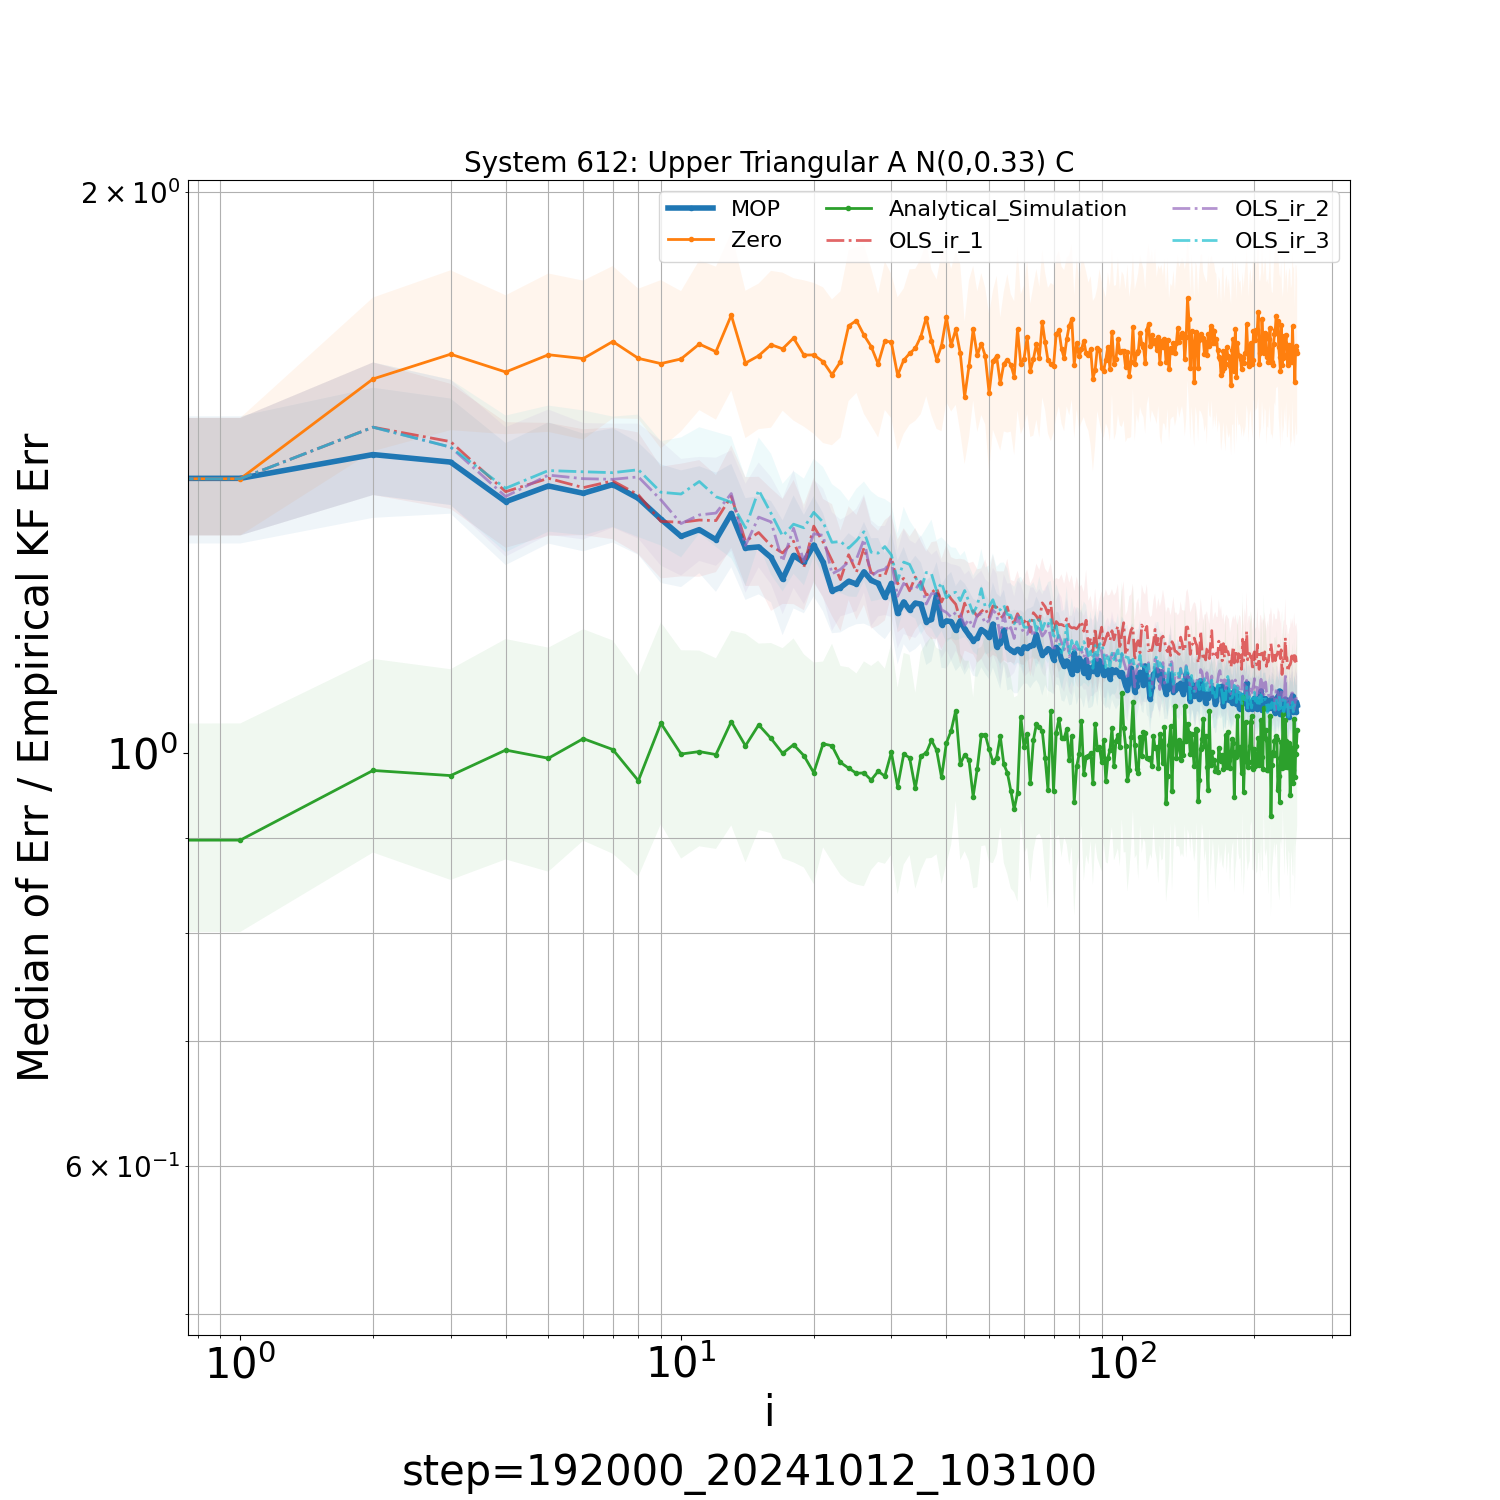 System 612: Upper Triangular A N(0,0.33) C
MOP
Zero
Analytical_Simulation
OLS_ir_1
OLS_ir_2
OLS_ir_3
2 × 10⁰
10⁰
6 × 10⁻¹
Median of Err / Empirical KF Err
10⁰ 10¹ 10²
i
step=192000_20241012_103100